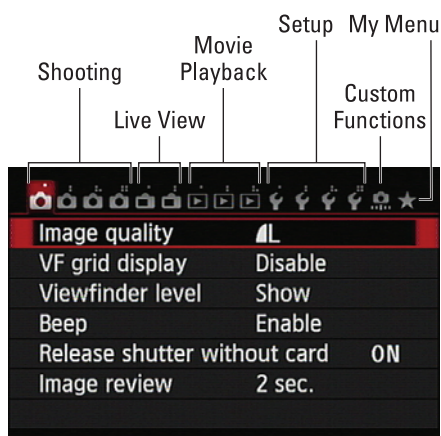 Setup My Menu
Movie
Playback
Shooting
Custom
Functions
Live View
Image quality L
VF grid display Disable
Viewfinder level Show
Beep Enable
Release shutter without card ON
Image review 2 sec.